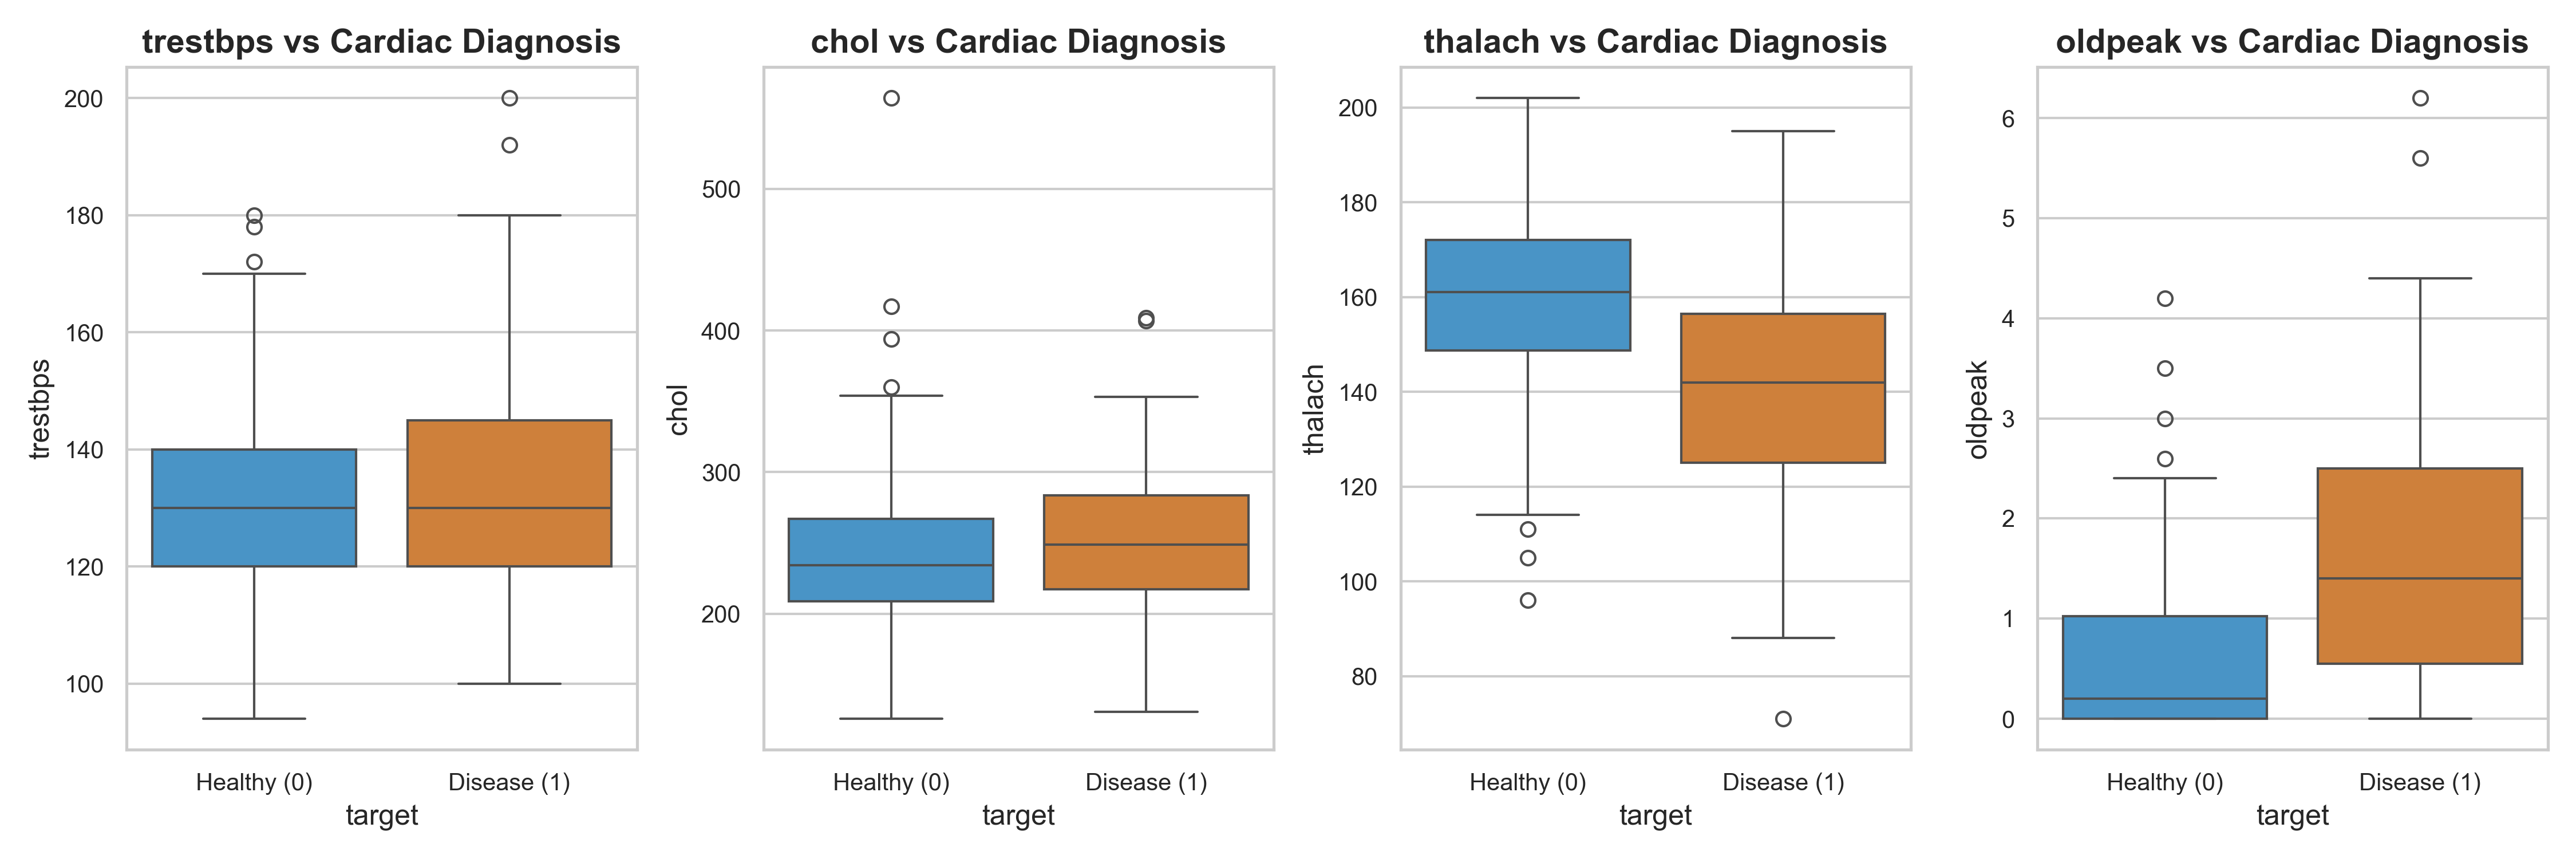 trestbps vs Cardiac Diagnosis
200
180
160
140
120
100
trestbps
Healthy (0)
Disease (1)
target
chol vs Cardiac Diagnosis
500
400
300
200
chol
Healthy (0)
Disease (1)
target
thalach vs Cardiac Diagnosis
200
180
160
140
120
100
80
thalach
Healthy (0)
Disease (1)
target
oldpeak vs Cardiac Diagnosis
6
5
4
3
2
1
0
oldpeak
Healthy (0)
Disease (1)
target